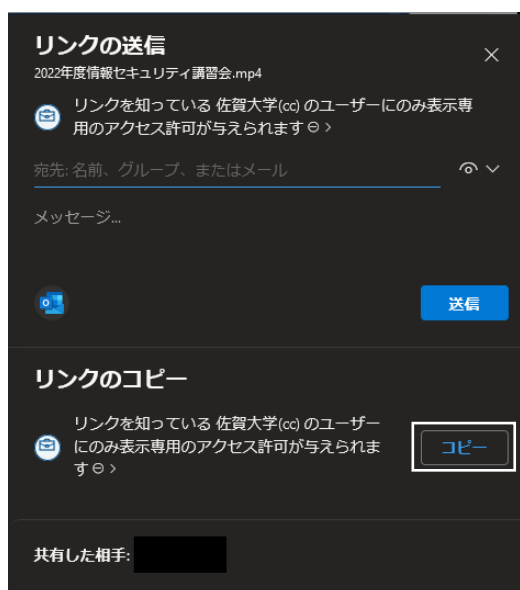 リンクの送信
2022年度情報セキュリティ講習会.mp4
リンクを知っている 佐賀大学(cc) のユーザーにのみ表示専
用のアクセス許可が与えられます
宛先: 名前、グループ、またはメール
メッセージ...
送信
リンクのコピー
リンクを知っている 佐賀大学(cc) のユーザー
にのみ表示専用のアクセス許可が与えられま
す
コピー
共有した相手: